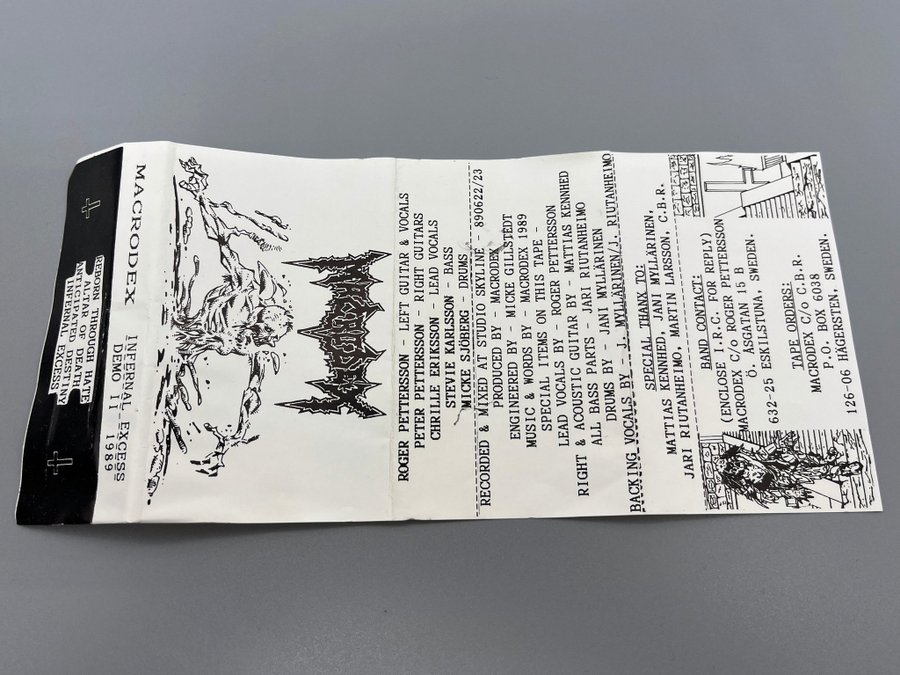 REBORN THROUGH HATE
ALTAR OF DEATH
ANTICIPATED DESTINY
INFERNAL EXCESS
MACRODEX
INFERNAL EXCESS
DEMO II 1989
MACRODEX
ROGER PETTERSSON - LEFT GUITAR & VOCALS
PETER PETTERSSON - RIGHT GUITARS
CHRILLE ERIKSSON - LEAD VOCALS
STEVIE KARLSSON - BASS
MICKE SJÖBERG - DRUMS
RECORDED & MIXED AT STUDIO SKYLINE - 890622/23
PRODUCED BY - MACRODEX
ENGINERED BY - MICKE GILLSTEDT
MUSIC & WORDS BY - MACRODEX 1989
SPECIAL ITEMS ON THIS TAPE -
LEAD VOCALS BY - ROGER PETTERSSON
RIGHT & ACOUSTIC GUITAR BY - MATTIAS KENNHED
ALL BASS PARTS - JARI RIUTANHEIMO
DRUMS BY - JANI MYLLÄRINEN
BACKING VOCALS BY J. MYLLÄRINEN/J. RIUTANHEIMO
SPECIAL THANX TO:
MATTIAS KENNHED, JANI MYLLÄRINEN,
JARI RIUTANHEIMO, MARTIN LARSSON, C.B.R.
BAND CONTACT:
(ENCLOSE I.R.C. FOR REPLY)
MACRODEX C/o ROGER PETTERSSON
Ö. ÅSGATAN 15 B
632-25 ESKILSTUNA, SWEDEN.
TAPE ORDERS:
MACRODEX C/o C.B.R.
P.O. BOX 6038
126-06 HÄGERSTEN, SWEDEN.